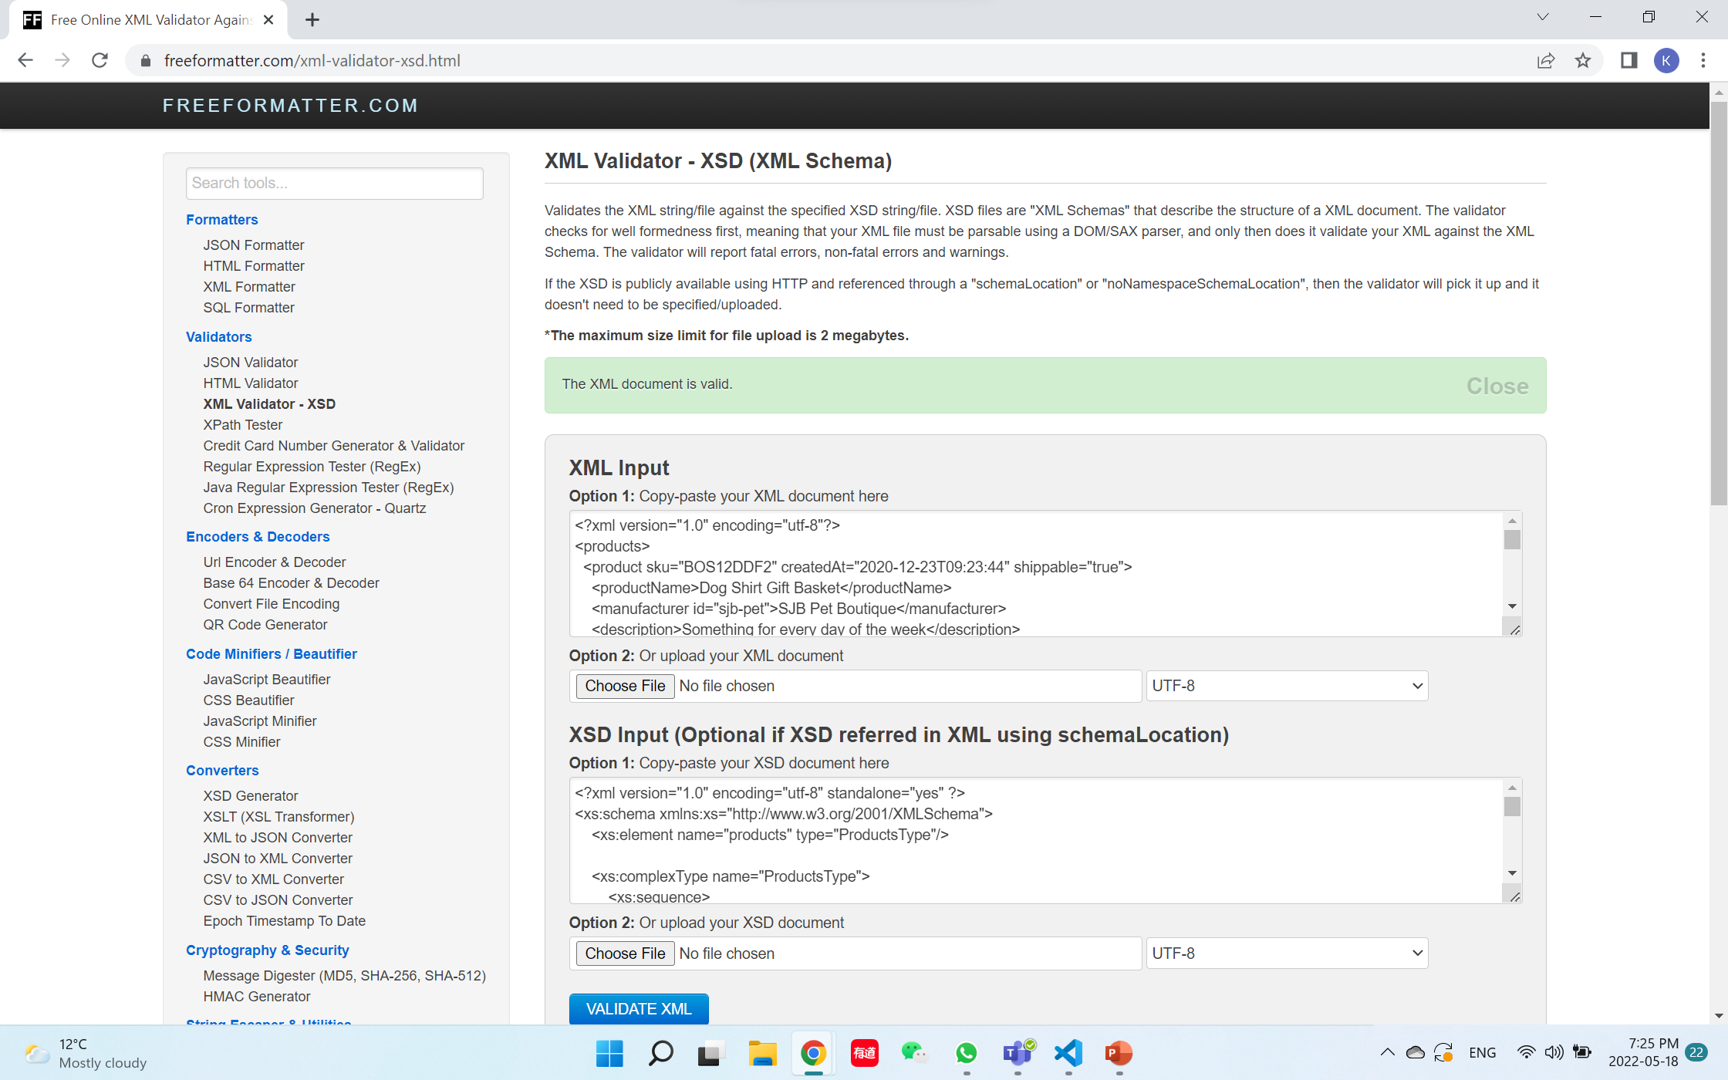 FF Free Online XML Validator Again
freeformatter.com/xml-validator-xsd.html
K
FREEFORMATTER.COM
Search tools...
Formatters
JSON Formatter
HTML Formatter
XML Formatter
SQL Formatter
Validators
JSON Validator
HTML Validator
XML Validator - XSD
XPath Tester
Credit Card Number Generator & Validator
Regular Expression Tester (RegEx)
Java Regular Expression Tester (RegEx)
Cron Expression Generator - Quartz
Encoders & Decoders
Url Encoder & Decoder
Base 64 Encoder & Decoder
Convert File Encoding
QR Code Generator
Code Minifiers / Beautifier
JavaScript Beautifier
CSS Beautifier
JavaScript Minifier
CSS Minifier
Converters
XSD Generator
XSLT (XSL Transformer)
XML to JSON Converter
JSON to XML Converter
CSV to XML Converter
CSV to JSON Converter
Epoch Timestamp To Date
Cryptography & Security
Message Digester (MD5, SHA-256, SHA-512)
HMAC Generator
String Escaper & Utilities
XML Validator - XSD (XML Schema)
Validates the XML string/file against the specified XSD string/file. XSD files are "XML Schemas" that describe the structure of a XML document. The validator
checks for well formedness first, meaning that your XML file must be parsable using a DOM/SAX parser, and only then does it validate your XML against the XML
Schema. The validator will report fatal errors, non-fatal errors and warnings.
If the XSD is publicly available using HTTP and referenced through a "schemaLocation" or "noNamespaceSchemaLocation", then the validator will pick it up and it
doesn't need to be specified/uploaded.
*The maximum size limit for file upload is 2 megabytes.
The XML document is valid.
Close
XML Input
Option 1: Copy-paste your XML document here
<?xml version="1.0" encoding="utf-8"?>
<products>
<product sku="BOS12DDF2" createdAt="2020-12-23T09:23:44" shippable="true">
<productName>Dog Shirt Gift Basket</productName>
<manufacturer id="sjb-pet">SJB Pet Boutique</manufacturer>
<description>Something for every day of the week</description>
Option 2: Or upload your XML document
Choose File No file chosen
UTF-8
XSD Input (Optional if XSD referred in XML using schemaLocation)
Option 1: Copy-paste your XSD document here
<?xml version="1.0" encoding="utf-8" standalone="yes" ?>
<xs:schema xmlns:xs="http://www.w3.org/2001/XMLSchema">
<xs:element name="products" type="ProductsType"/>
<xs:complexType name="ProductsType">
<xs:sequence>
Option 2: Or upload your XSD document
Choose File No file chosen
UTF-8
VALIDATE XML
12°C
Mostly cloudy
有道
ENG
7:25 PM
2022-05-18
22